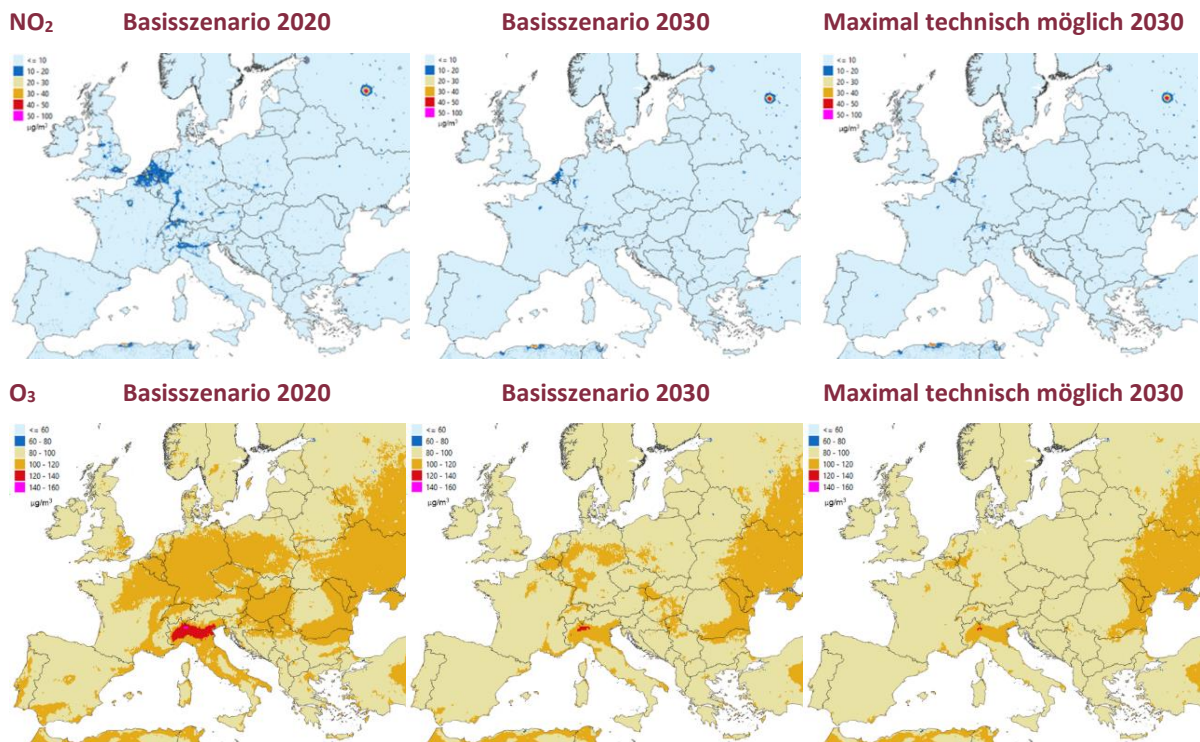 NO₂ Basisszenario 2020 Basisszenario 2030 Maximal technisch möglich 2030
<= 10
10 - 20
20 - 30
30 - 40
40 - 50
50 - 100
µg/m³
<= 10
10 - 20
20 - 30
30 - 40
40 - 50
50 - 100
µg/m³
<= 10
10 - 20
20 - 30
30 - 40
40 - 50
50 - 100
µg/m³
O₃ Basisszenario 2020 Basisszenario 2030 Maximal technisch möglich 2030
<= 60
60 - 80
80 - 100
100 - 120
120 - 140
140 - 160
µg/m³
<= 60
60 - 80
80 - 100
100 - 120
120 - 140
140 - 160
µg/m³
<= 60
60 - 80
80 - 100
100 - 120
120 - 140
140 - 160
µg/m³